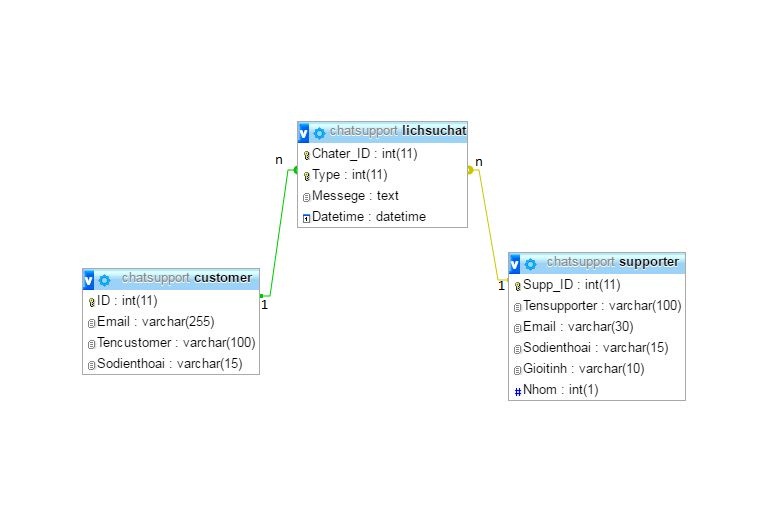 v chatsupport lichsuchat
Chater_ID : int(11)
Type : int(11)
Messege : text
Datetime : datetime
n
n
v chatsupport customer
ID : int(11)
Email : varchar(255)
Tencustomer : varchar(100)
Sodienthoai : varchar(15)
1
1
v chatsupport supporter
Supp_ID : int(11)
Tensupporter : varchar(100)
Email : varchar(30)
Sodienthoai : varchar(15)
Gioitinh : varchar(10)
# Nhom : int(1)